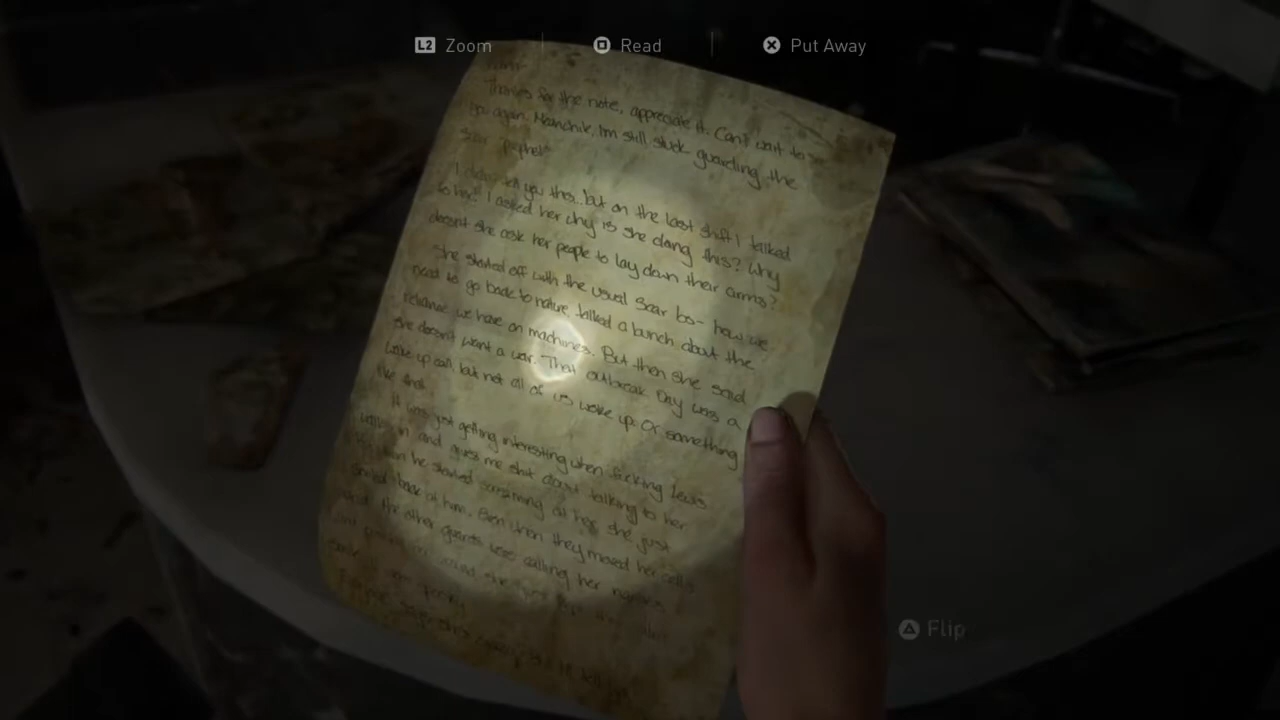 L2 Zoom
Read
Put Away
Thanks for the note, appreciate it. Can't wait to see
you again. Meanwhile, I'm still stuck guarding the
Scar "prophet"
I didn't tell you this, but on the last shift I talked
to her. I asked her why is she doing this? Why
doesn't she ask her people to lay down their arms?
She started off with the usual Scar bs- how we
need to go back to nature, talked a bunch about the
reliance we have on machines. But then she said
she doesn't want a war. That Outbreak Day was a
wake up call, but not all of us woke up. Or something
like that.
It was just getting interesting when fucking Lewis
walks in and gives me shit about talking to her.
when he started screaming at her, she just
smiled back at him. Even when they moved her cells
and the other guards were calling her names
Flip